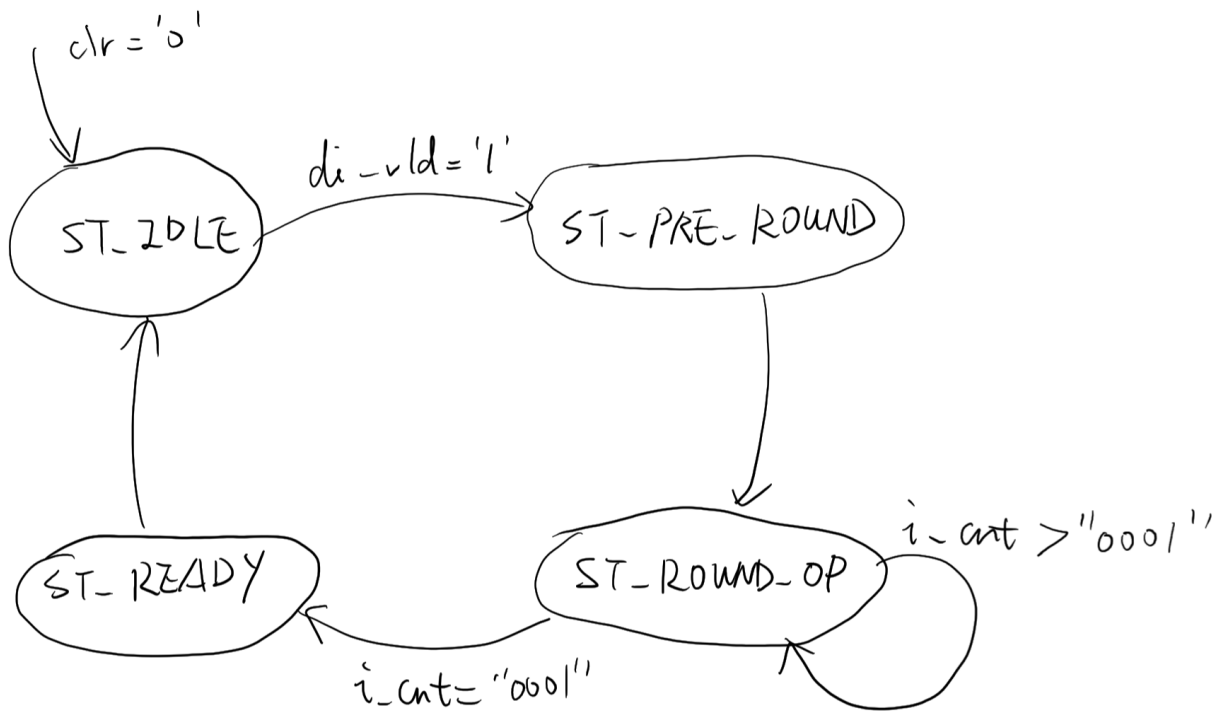 clr = '0'
di_vld = '1'
ST_IDLE
ST_PRE_ROUND
i_cnt > "0001"
ST_READY
ST_ROUND_OP
i_cnt = "0001"